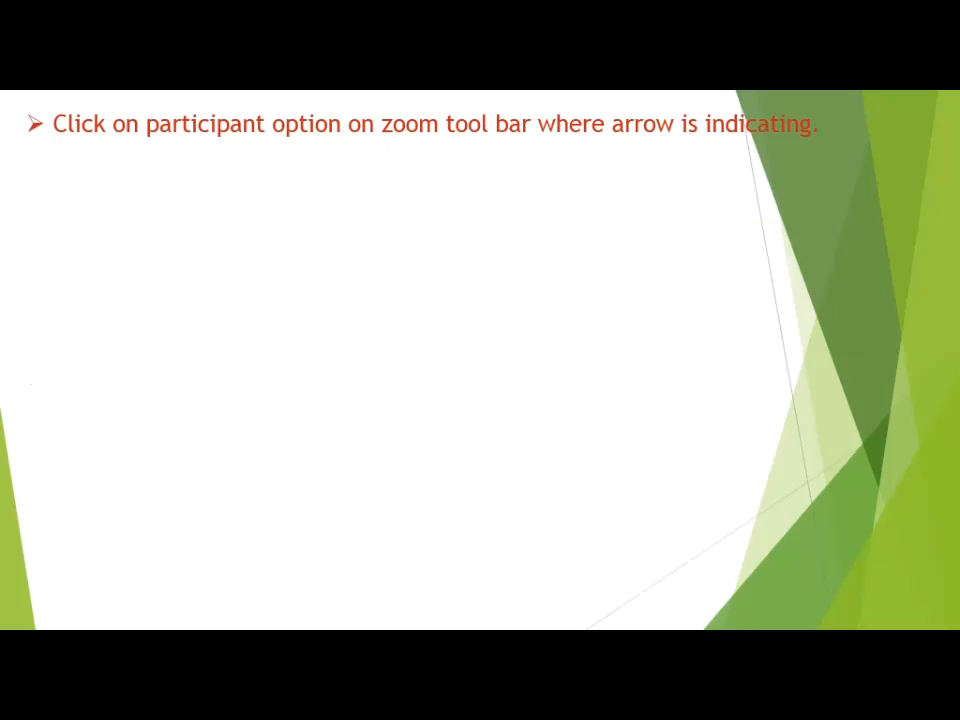 ➢ Click on participant option on zoom tool bar where arrow is indicating.